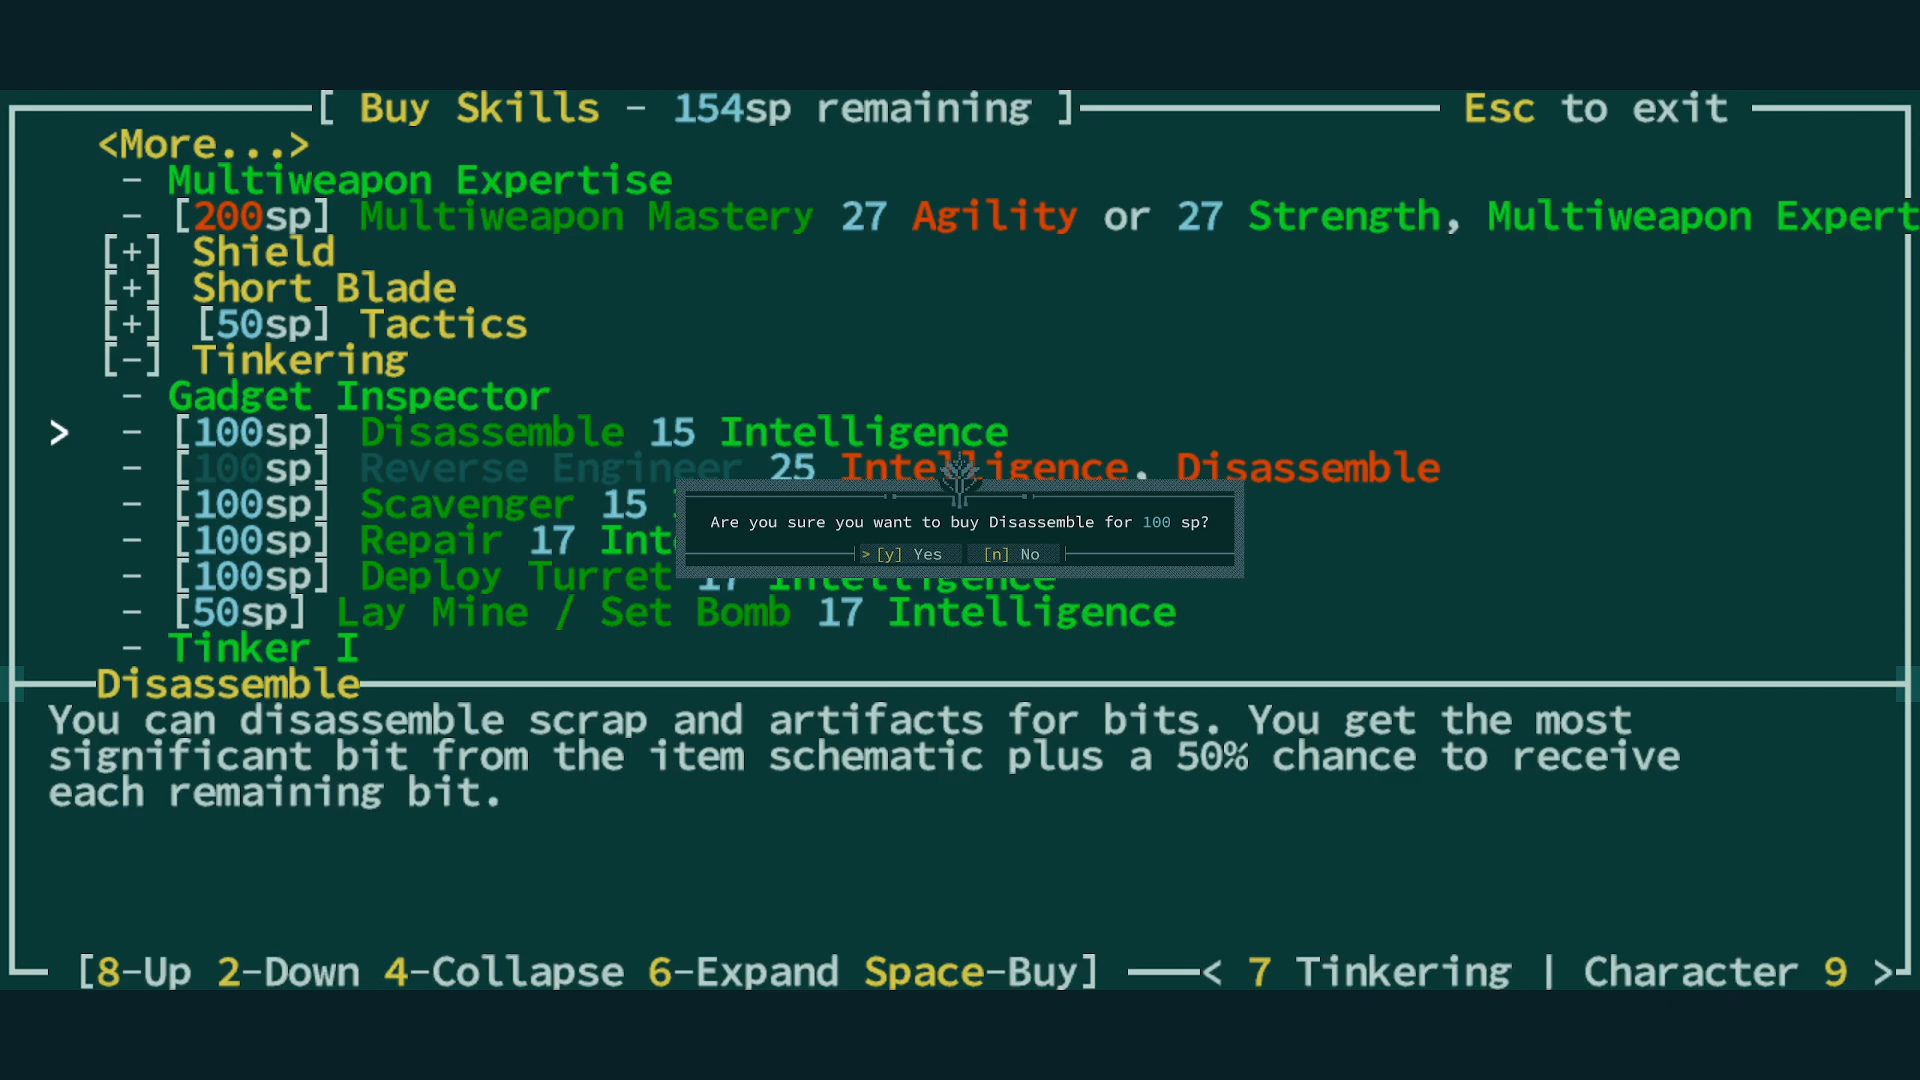 [ Buy Skills - 154sp remaining ] Esc to exit
<More...>
- Multiweapon Expertise
- [200sp] Multiweapon Mastery 27 Agility or 27 Strength, Multiweapon Expert
[+] Shield
[+] Short Blade
[+] [50sp] Tactics
[-] Tinkering
- Gadget Inspector
> - [100sp] Disassemble 15 Intelligence
- [100sp] Reverse Engineer 25 Intelligence, Disassemble
- [100sp] Scavenger 15
- [100sp] Repair 17 Int
- [100sp] Deploy Turret 17 Intelligence
- [50sp] Lay Mine / Set Bomb 17 Intelligence
- Tinker I
Are you sure you want to buy Disassemble for 100 sp?
> [y] Yes [n] No
Disassemble
You can disassemble scrap and artifacts for bits. You get the most
significant bit from the item schematic plus a 50% chance to receive
each remaining bit.
[8-Up 2-Down 4-Collapse 6-Expand Space-Buy] < 7 Tinkering | Character 9 >